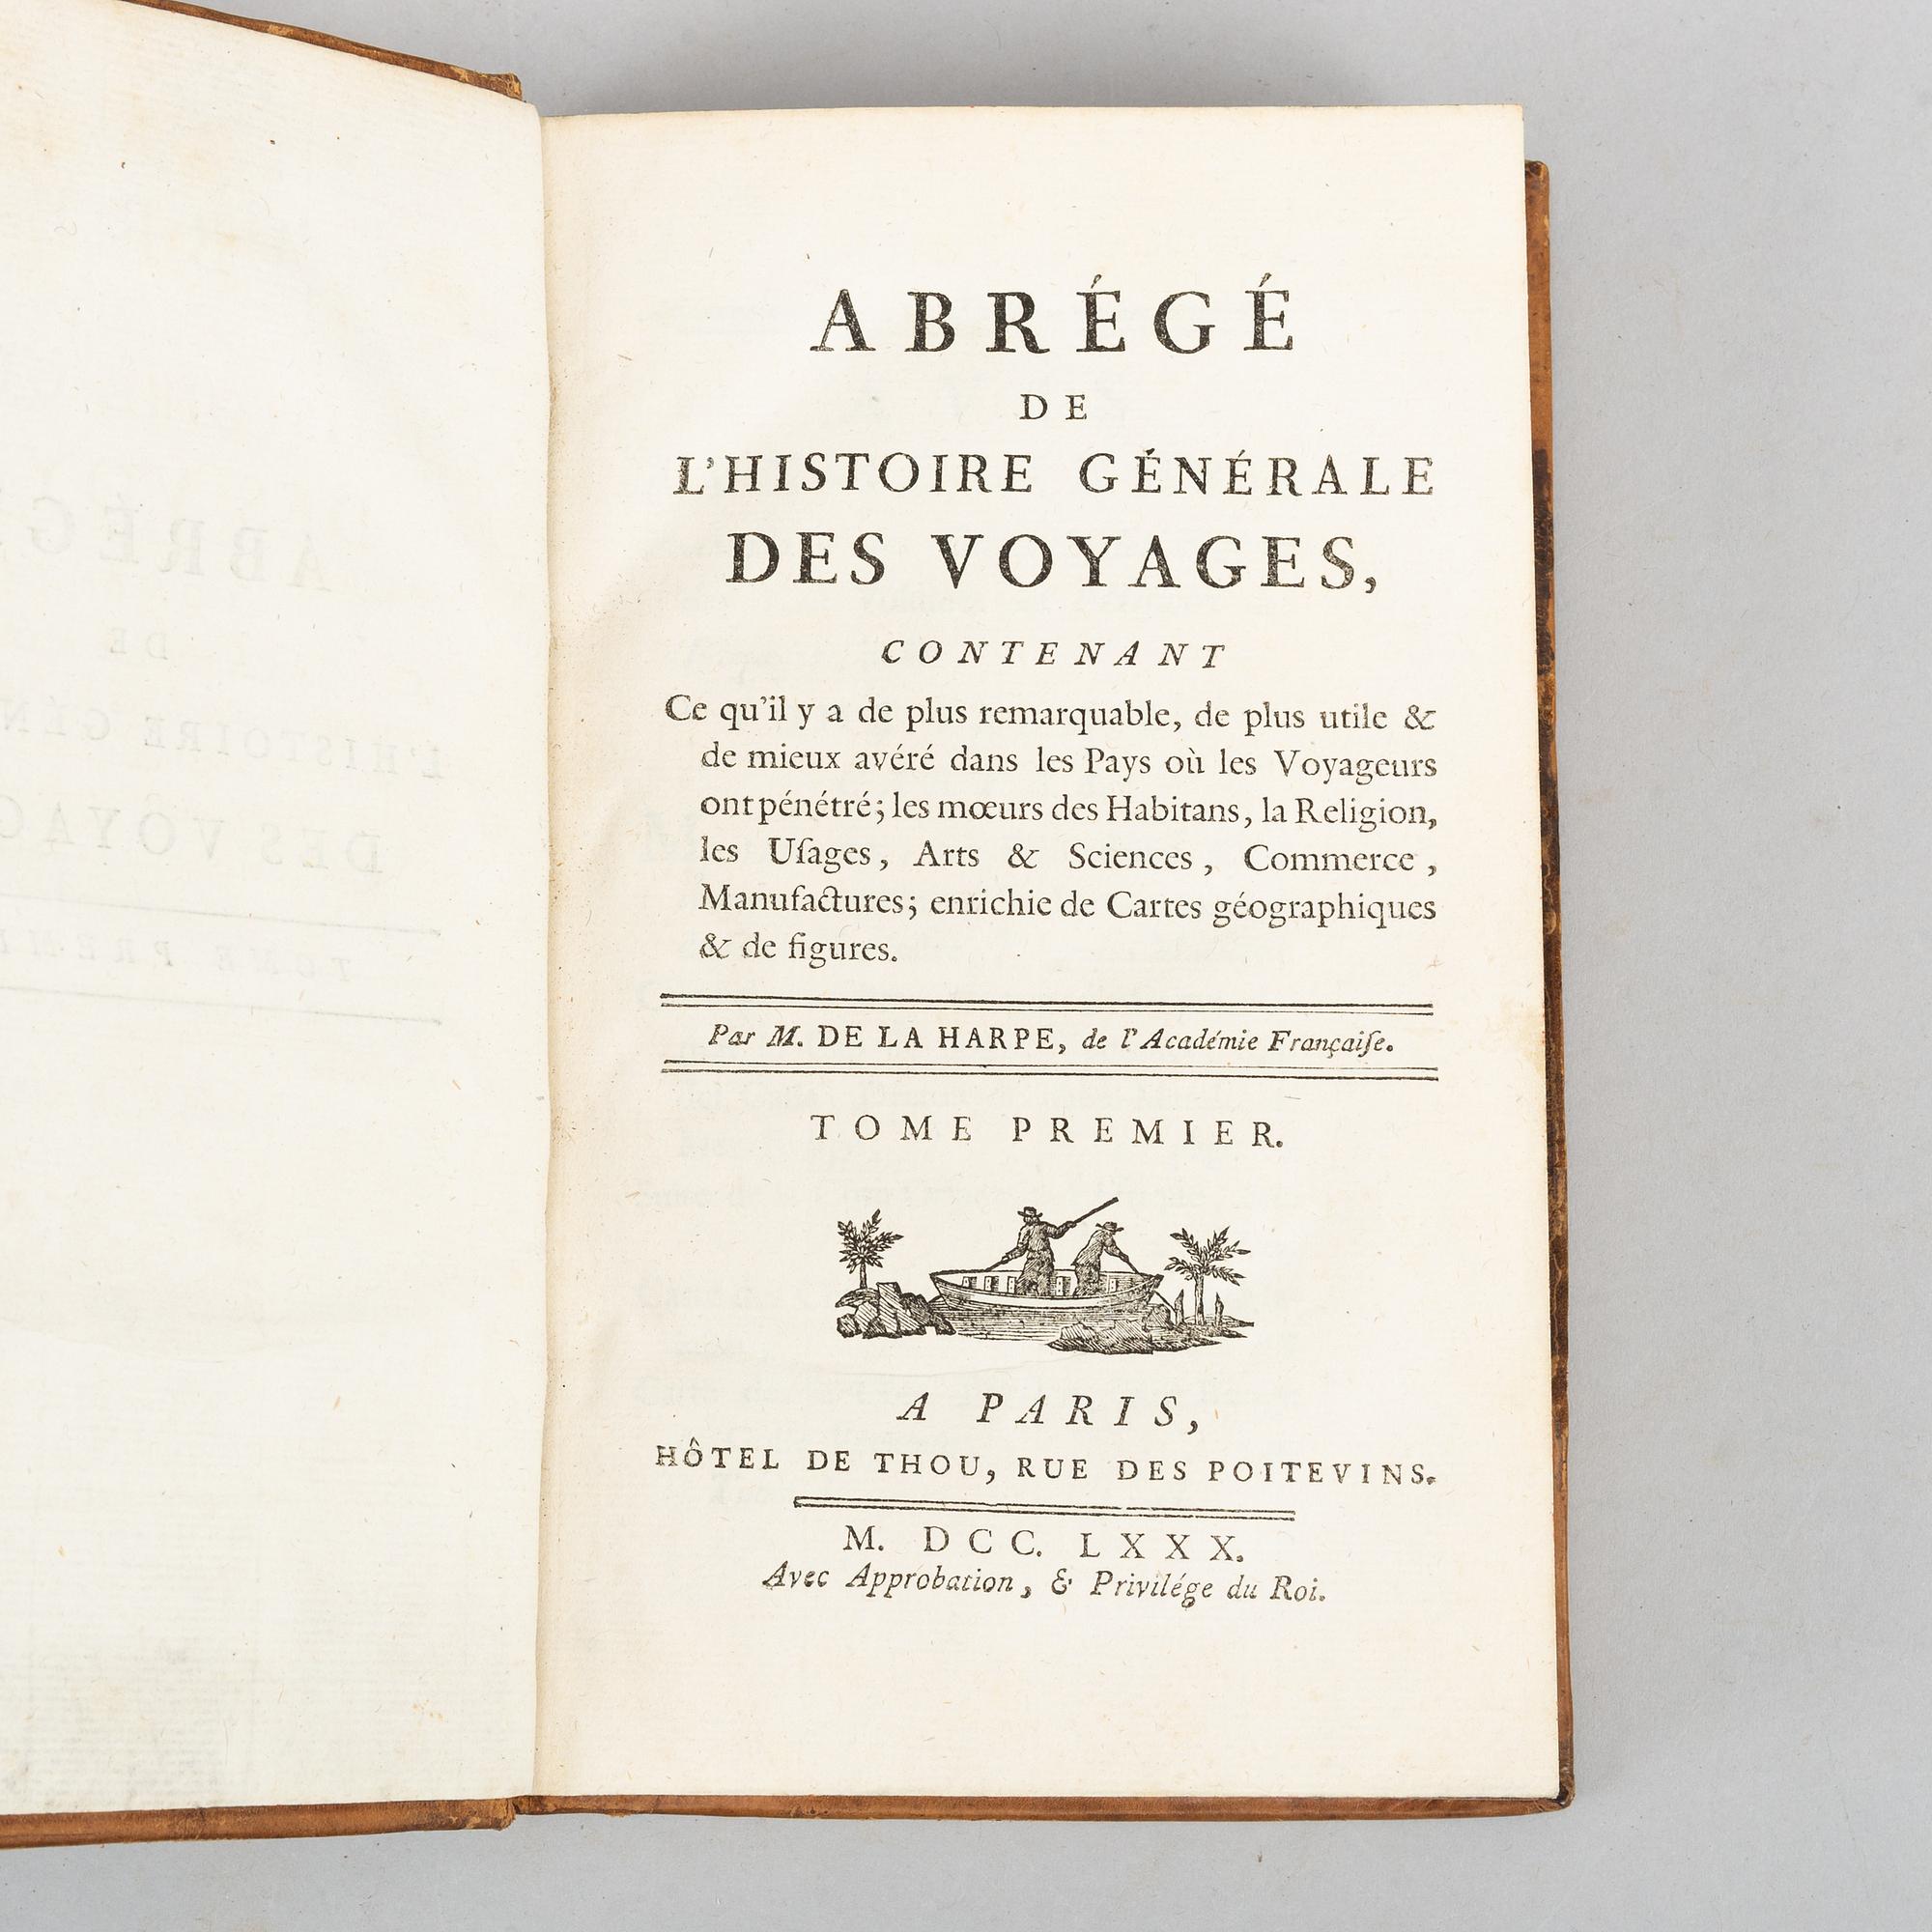 ABRÉGÉ
DE
L'HISTOIRE GÉNÉRALE
DES VOYAGES,
CONTENANT
Ce qu'il y a de plus remarquable, de plus utile &
de mieux avéré dans les Pays où les Voyageurs
ont pénétré; les mœurs des Habitans, la Religion,
les Uſages, Arts & Sciences, Commerce,
Manufactures; enrichie de Cartes géographiques
& de figures.
Par M. DE LA HARPE, de l'Académie Françaiſe.
TOME PREMIER.
A PARIS,
HÔTEL DE THOU, RUE DES POITEVINS.
M. DCC. LXXX.
Avec Approbation, & Privilége du Roi.